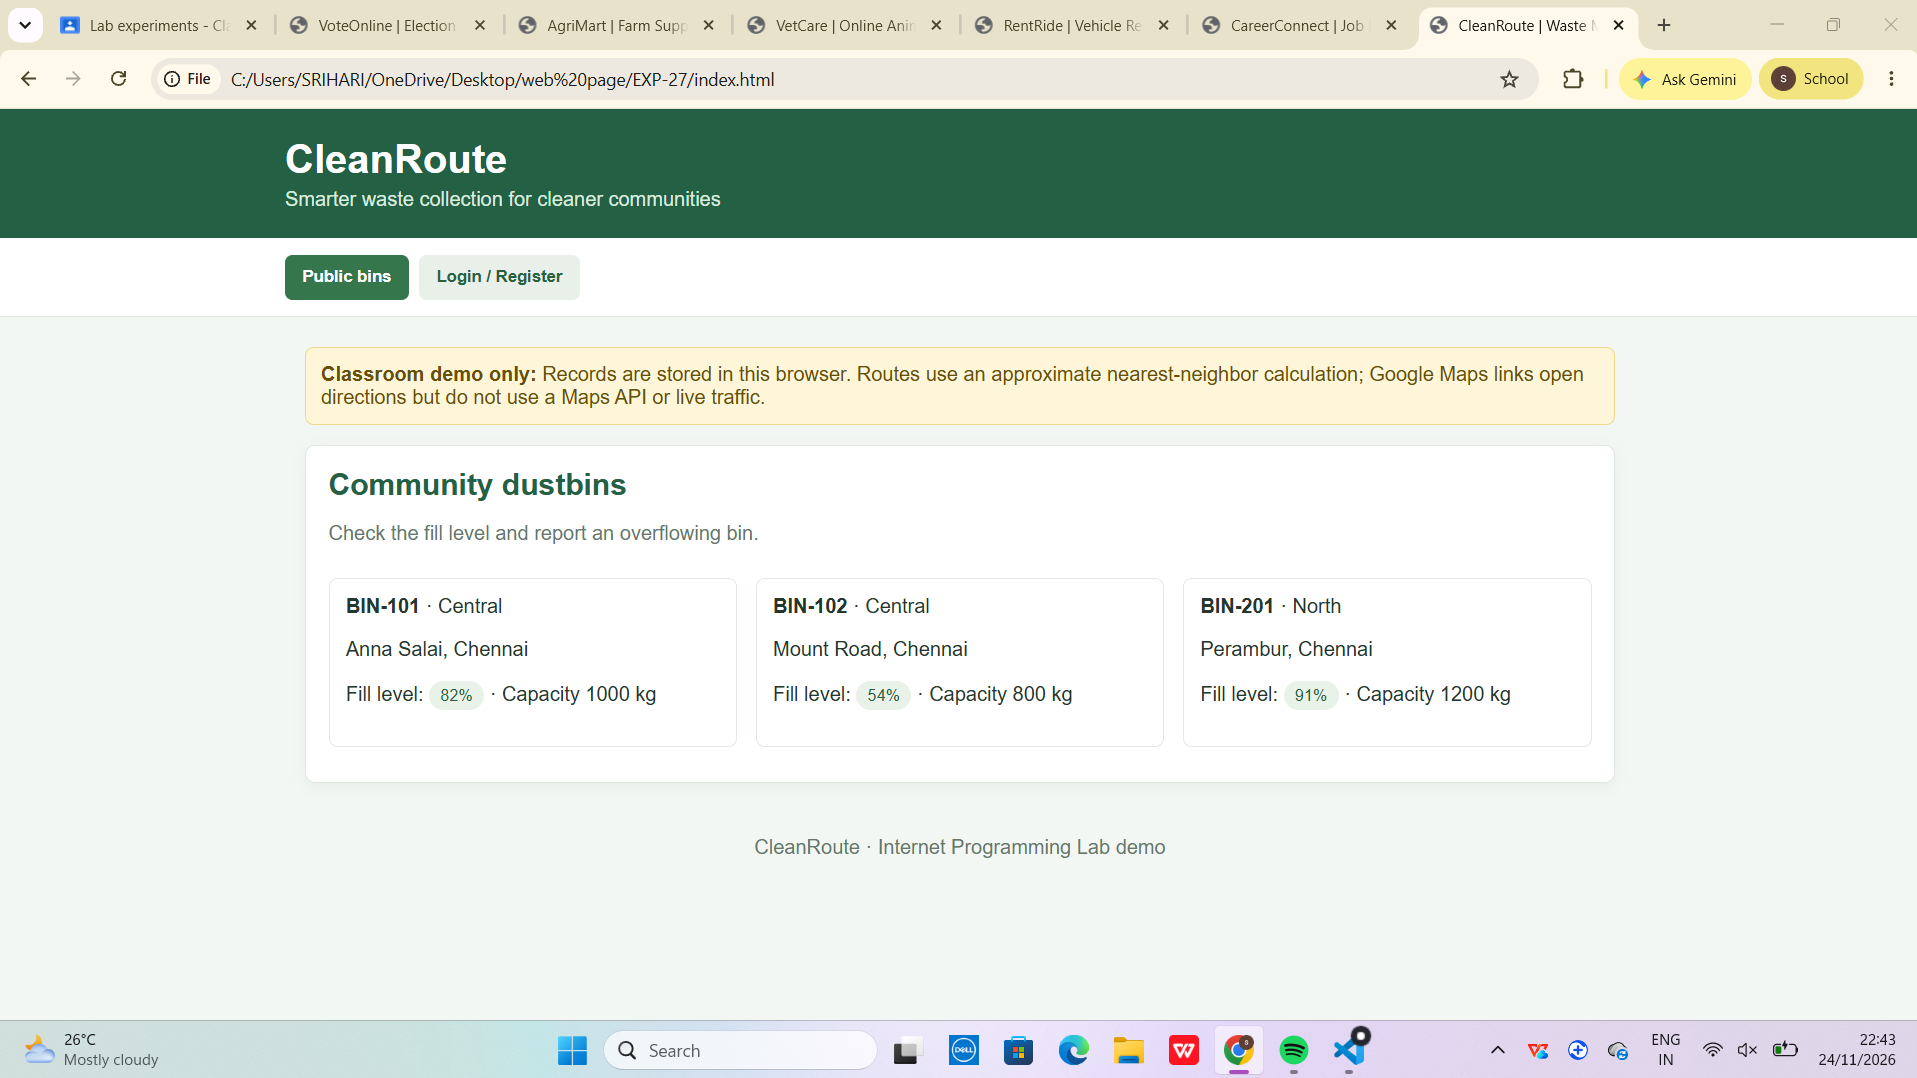 Lab experiments - Cl
VoteOnline | Election
AgriMart | Farm Supp
VetCare | Online Anim
RentRide | Vehicle Re
CareerConnect | Job
CleanRoute | Waste M
File
C:/Users/SRIHARI/OneDrive/Desktop/web%20page/EXP-27/index.html
Ask Gemini
S
School
CleanRoute
Smarter waste collection for cleaner communities
Public bins
Login / Register
Classroom demo only: Records are stored in this browser. Routes use an approximate nearest-neighbor calculation; Google Maps links open
directions but do not use a Maps API or live traffic.
Community dustbins
Check the fill level and report an overflowing bin.
BIN-101 · Central
Anna Salai, Chennai
Fill level: 82% · Capacity 1000 kg
BIN-102 · Central
Mount Road, Chennai
Fill level: 54% · Capacity 800 kg
BIN-201 · North
Perambur, Chennai
Fill level: 91% · Capacity 1200 kg
CleanRoute · Internet Programming Lab demo
26°C
Mostly cloudy
Search
DELL
ENG
IN
22:43
24/11/2026